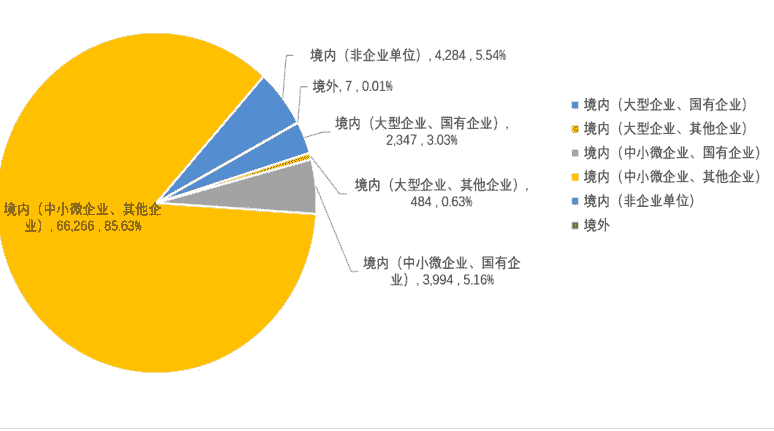 境内（非企业单位）, 4,284 , 5.54%
境外, 7 , 0.01%
境内（大型企业、国有企业）,
2,347 , 3.03%
境内（大型企业、其他企业）,
484 , 0.63%
境内（中小微企业、国有企
业）, 3,994 , 5.16%
境内（中小微企业、其他企
业）, 66,266 , 85.63%
境内（大型企业、国有企业）
境内（大型企业、其他企业）
境内（中小微企业、国有企业）
境内（中小微企业、其他企业）
境内（非企业单位）
境外